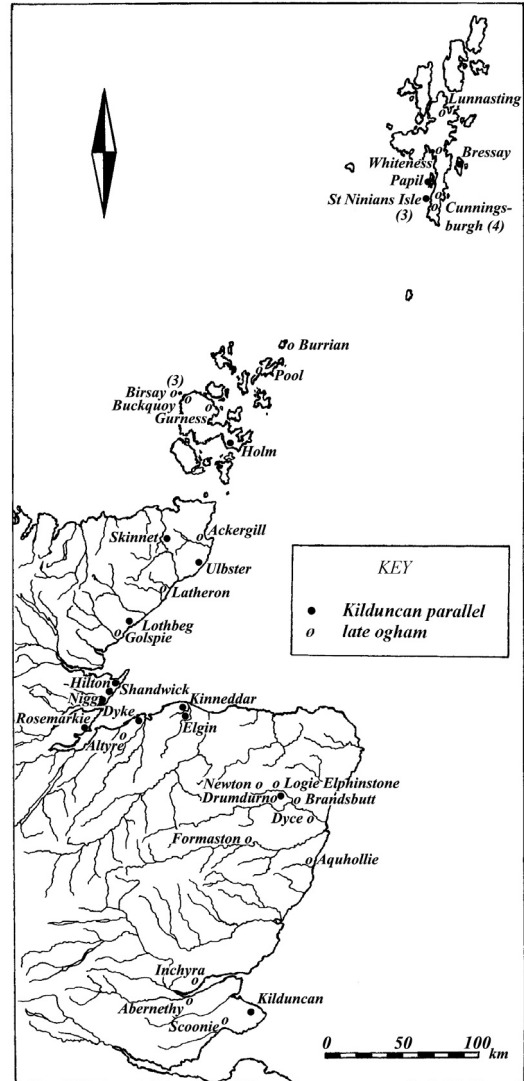 Lunnasting
Whiteness
Bressay
Papil
St Ninians Isle
(3)
Cunnings-
burgh (4)
o Burrian
Pool
(3)
Birsay o
Buckquoy
Gurness
Holm
Skinnet
Ackergill
Ulbster
Latheron
Lothbeg
Golspie
KEY
Kilduncan parallel
o late ogham
Hilton
Shandwick
Nigg
Dyke
Kinneddar
Rosemarkie
Elgin
Altyre
Newton o
o Logie Elphinstone
Drumdurno
o Brandsbutt
Dyce o
Formaston o
Aquhollie
Inchyra
Abernethy
Kilduncan
Scoonie
0 50 100
km